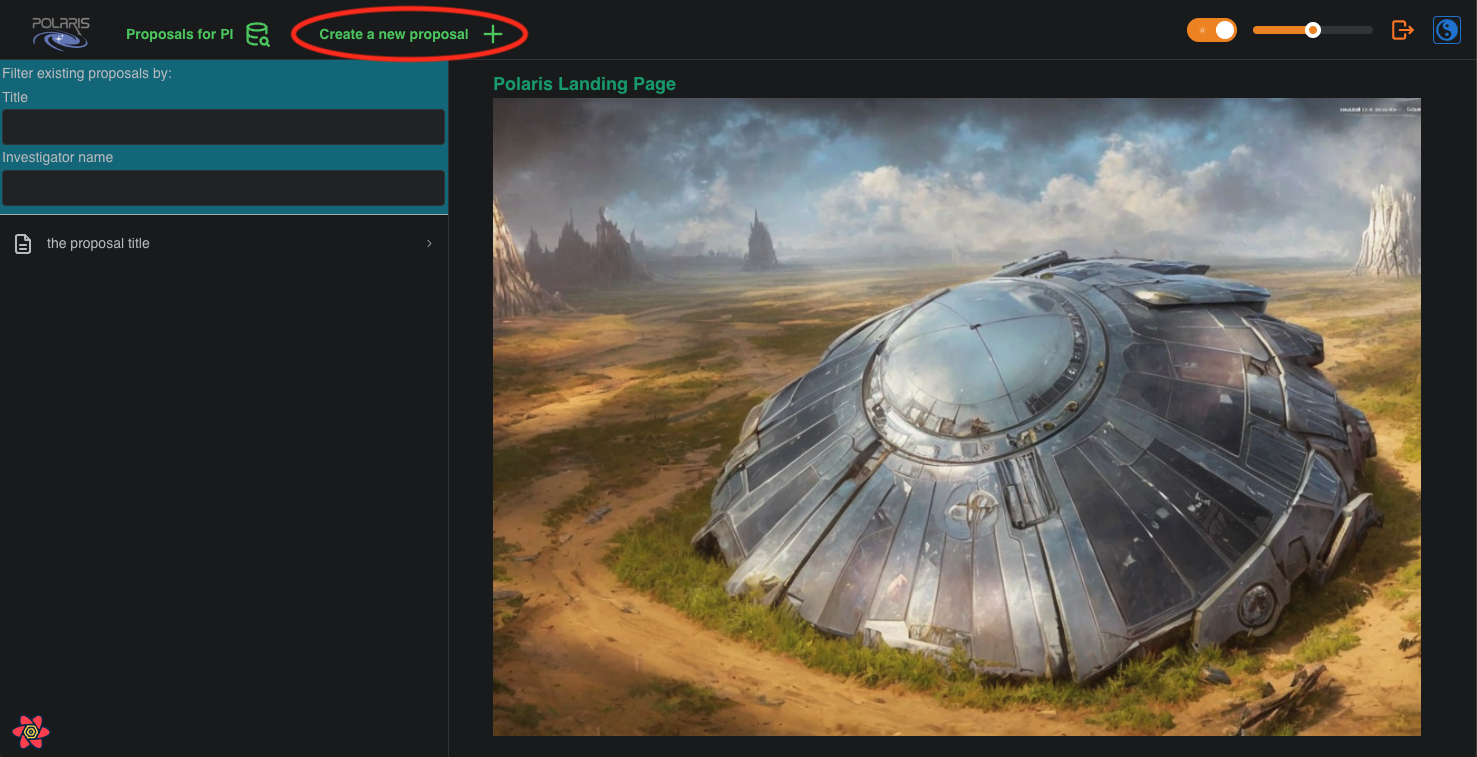 POLARIS
Proposals for PI
Create a new proposal
Filter existing proposals by:
Title
Investigator name
the proposal title
Polaris Landing Page